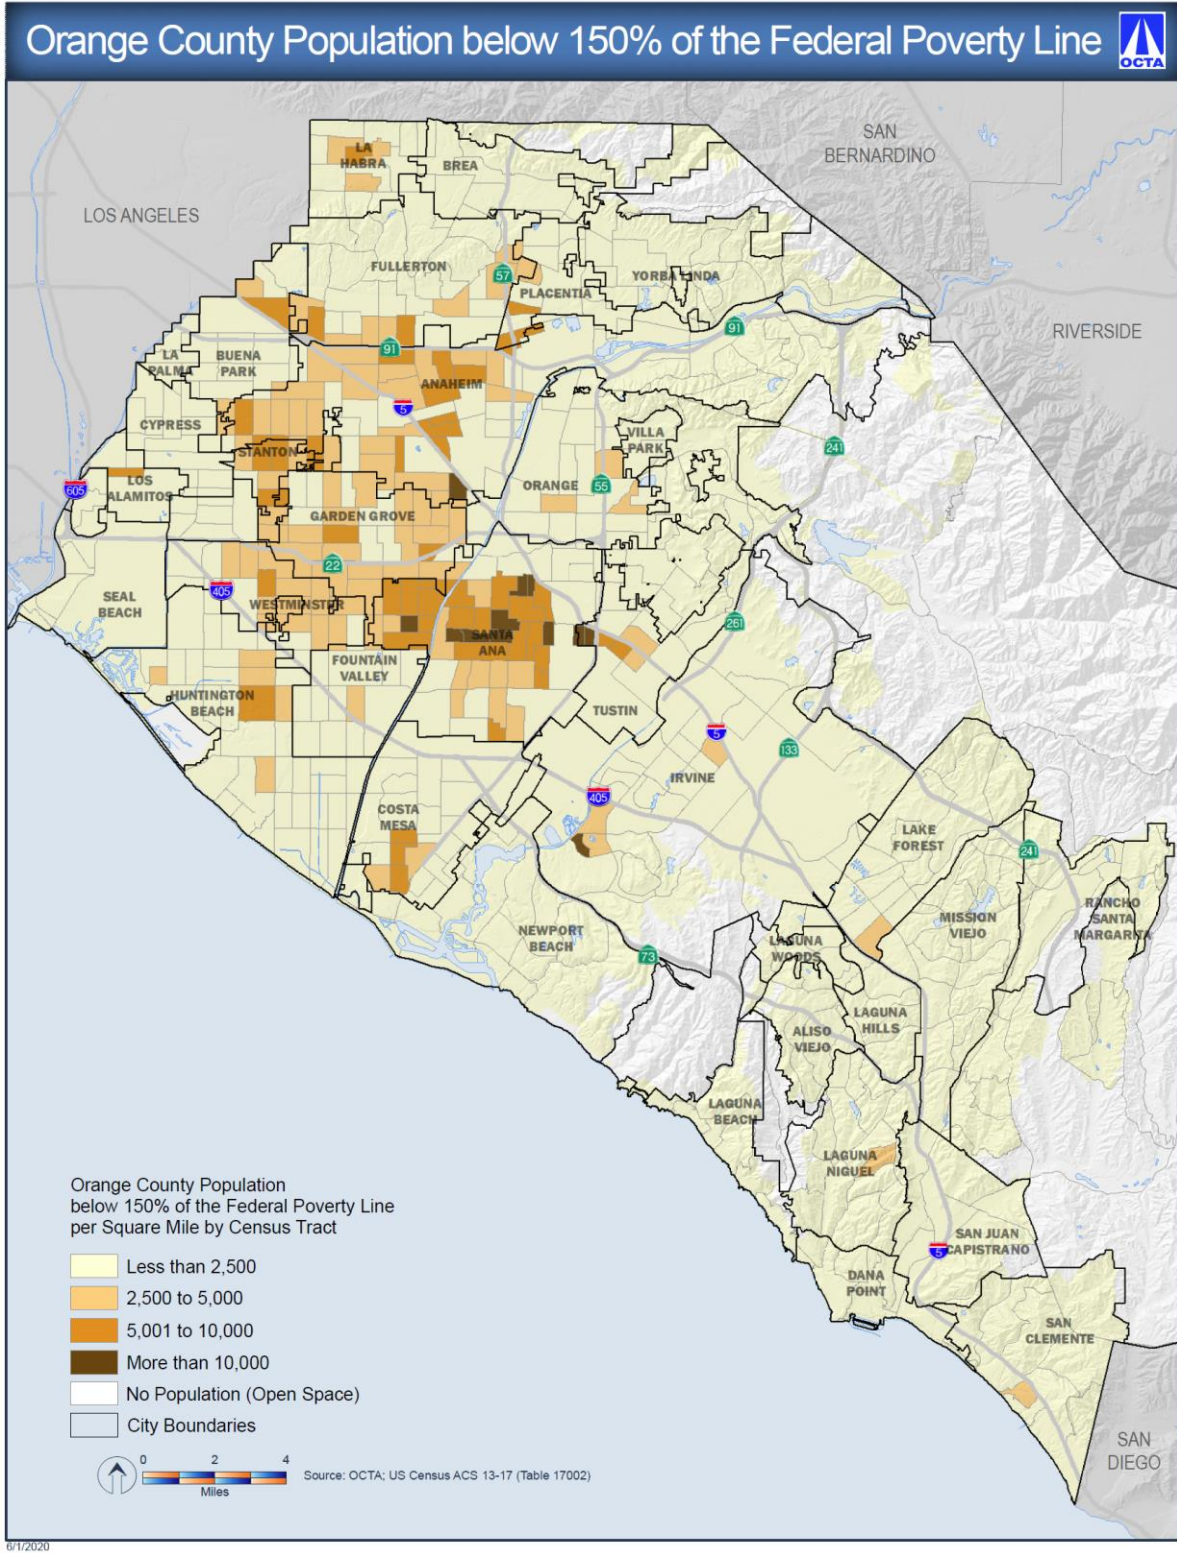 Orange County Population below 150% of the Federal Poverty Line
OCTA
SAN
BERNARDINO
LOS ANGELES
RIVERSIDE
LA
HABRA
BREA
FULLERTON
57
PLACENTIA
YORBA LINDA
91
91
LA
PALMA
BUENA
PARK
ANAHEIM
5
CYPRESS
STANTON
VILLA
PARK
241
605
LOS
ALAMITOS
ORANGE
55
GARDEN GROVE
22
405
SEAL
BEACH
WESTMINSTER
SANTA
ANA
261
FOUNTAIN
VALLEY
HUNTINGTON
BEACH
TUSTIN
5
133
IRVINE
405
COSTA
MESA
LAKE
FOREST
241
RANCHO
SANTA
MARGARITA
MISSION
VIEJO
NEWPORT
BEACH
73
LAGUNA
WOODS
LAGUNA
HILLS
ALISO
VIEJO
LAGUNA
BEACH
LAGUNA
NIGUEL
SAN JUAN
CAPISTRANO
5
DANA
POINT
SAN
CLEMENTE
SAN
DIEGO
Orange County Population
below 150% of the Federal Poverty Line
per Square Mile by Census Tract
Less than 2,500
2,500 to 5,000
5,001 to 10,000
More than 10,000
No Population (Open Space)
City Boundaries
0 2 4
Miles
Source: OCTA; US Census ACS 13-17 (Table 17002)
6/1/2020